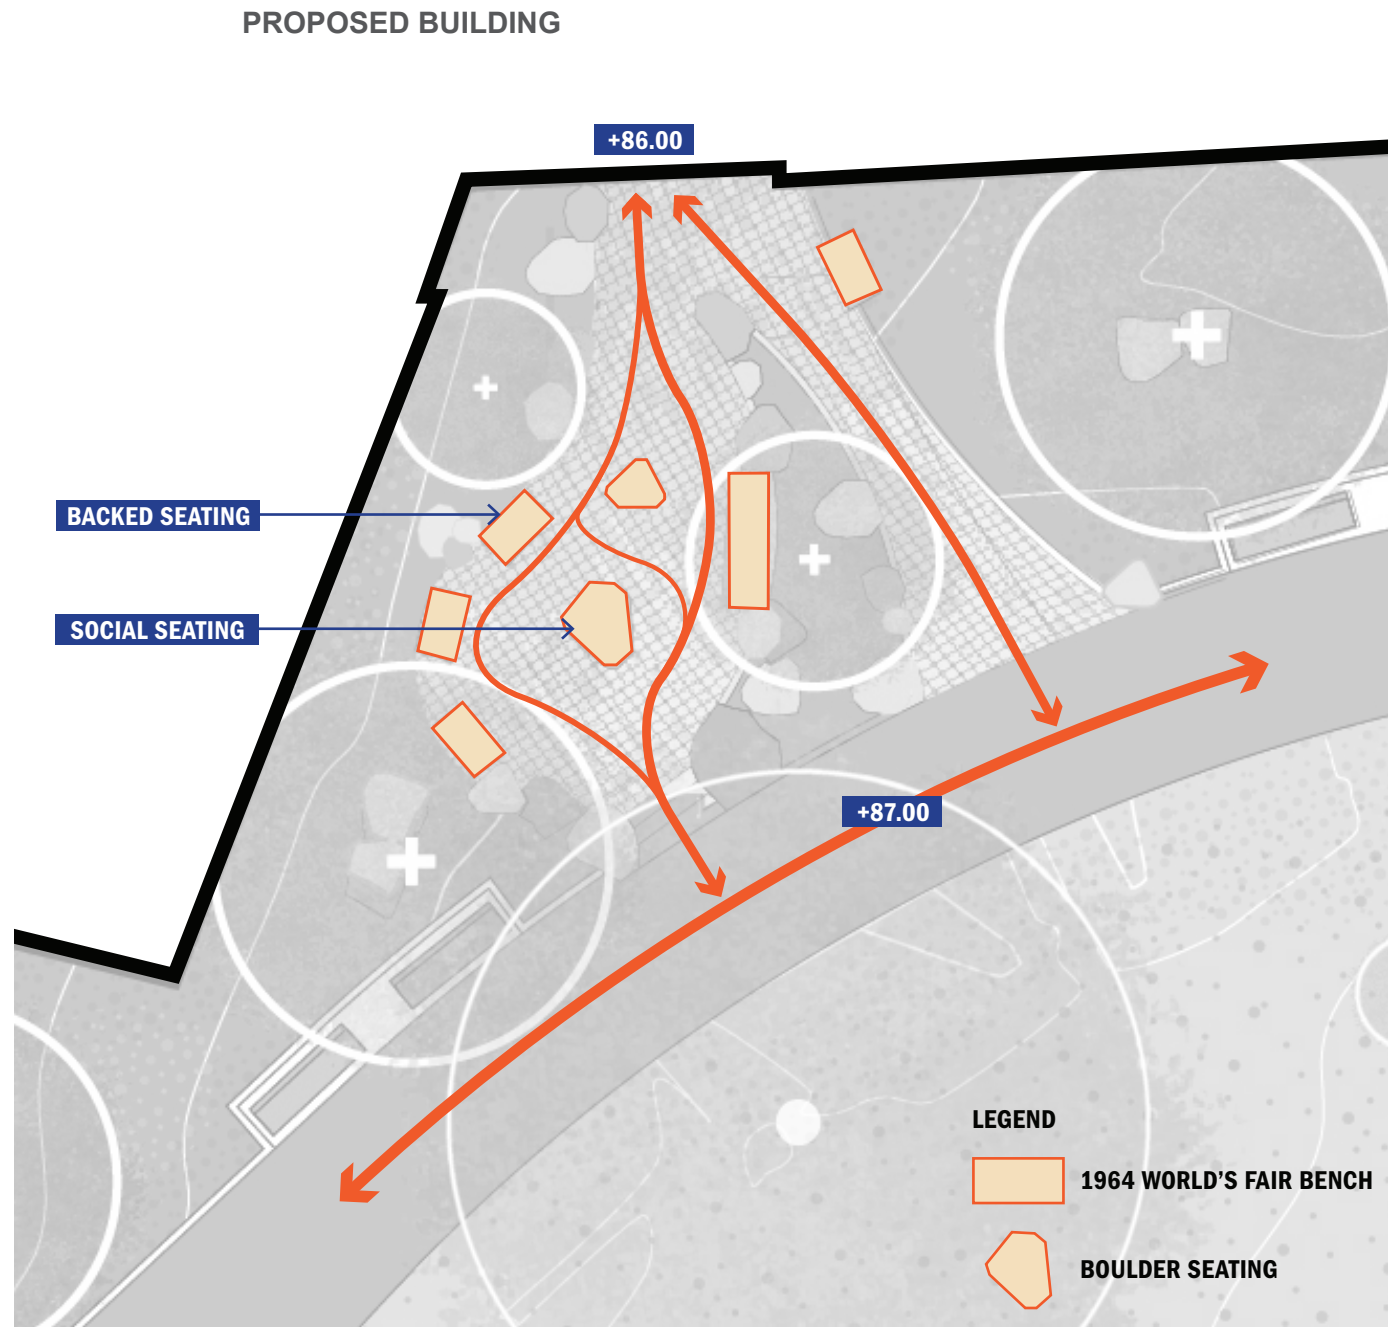 PROPOSED BUILDING
+86.00
BACKED SEATING
SOCIAL SEATING
+87.00
LEGEND
1964 WORLD'S FAIR BENCH
BOULDER SEATING